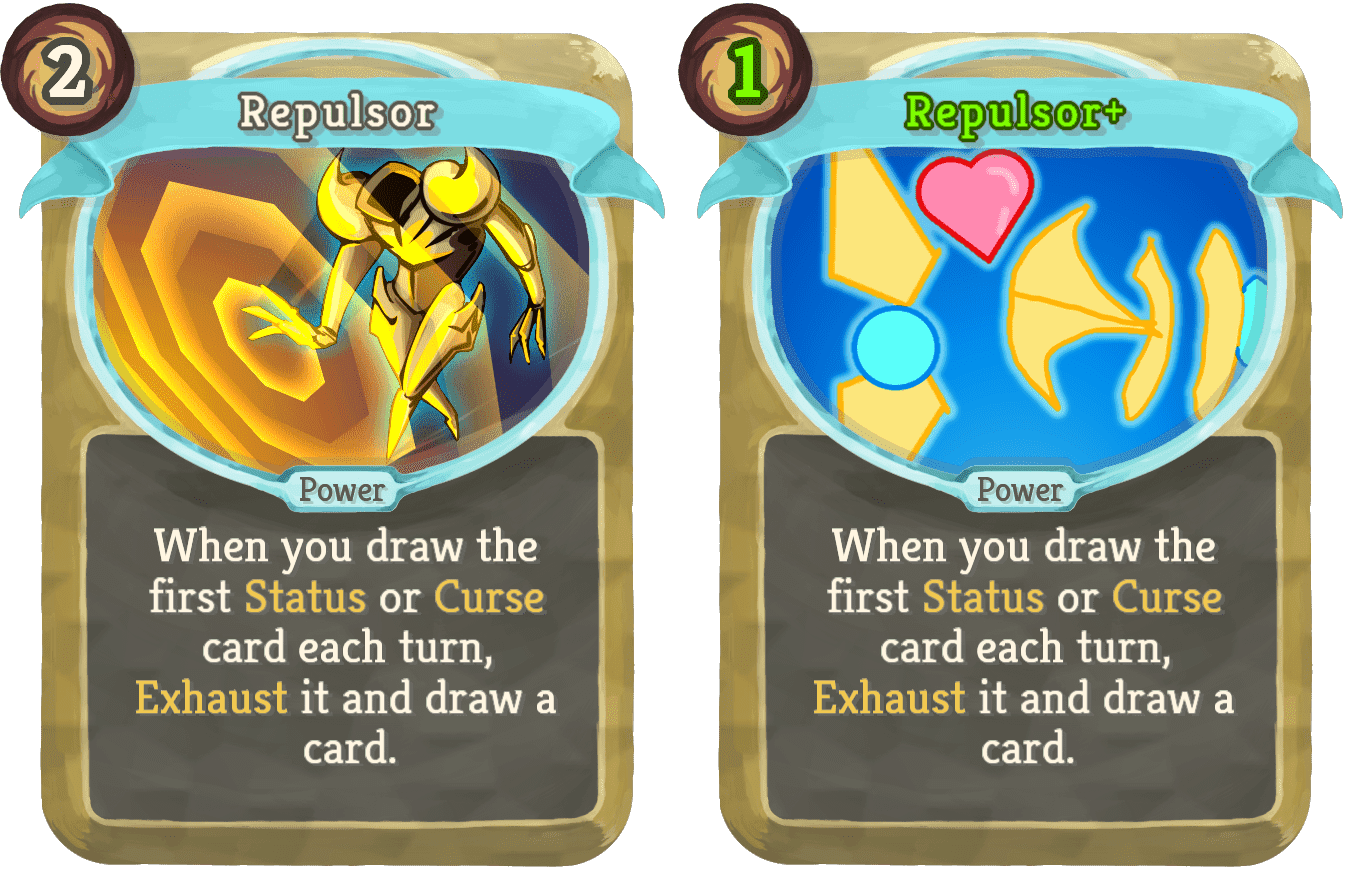 2
Repulsor
Power
When you draw the
first Status or Curse
card each turn,
Exhaust it and draw a
card.
1
Repulsor+
Power
When you draw the
first Status or Curse
card each turn,
Exhaust it and draw a
card.